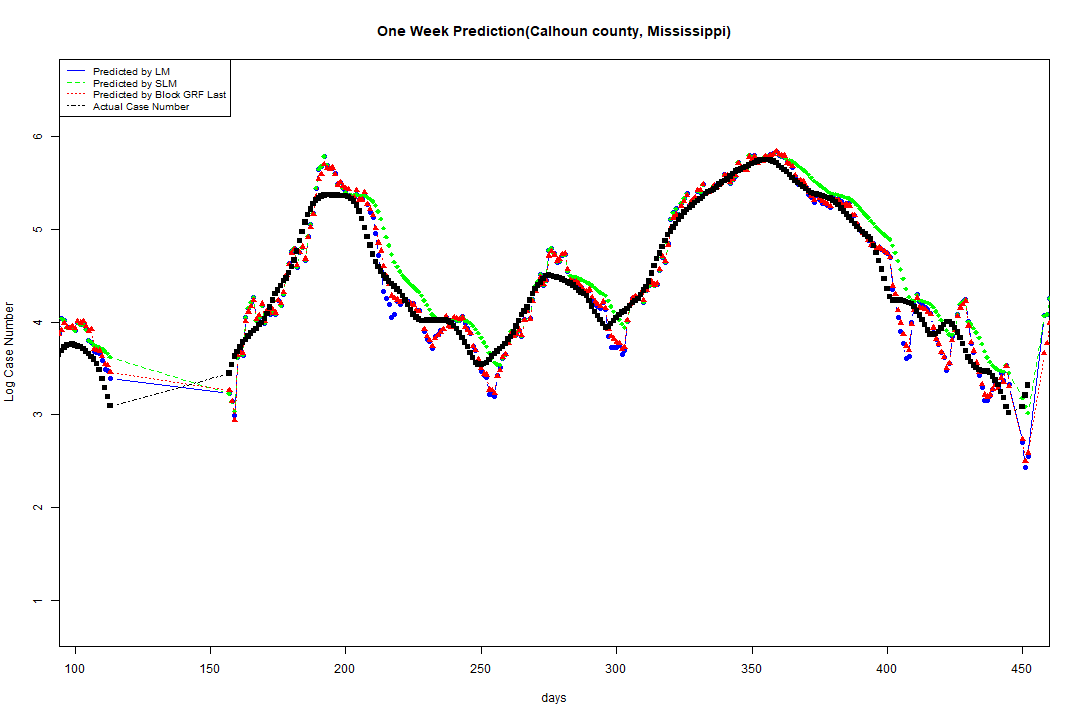 One Week Prediction(Calhoun county, Mississippi)
Predicted by LM
Predicted by SLM
Predicted by Block GRF Last
Actual Case Number
6
5
4
3
2
1
Log Case Number
100 150 200 250 300 350 400 450
days